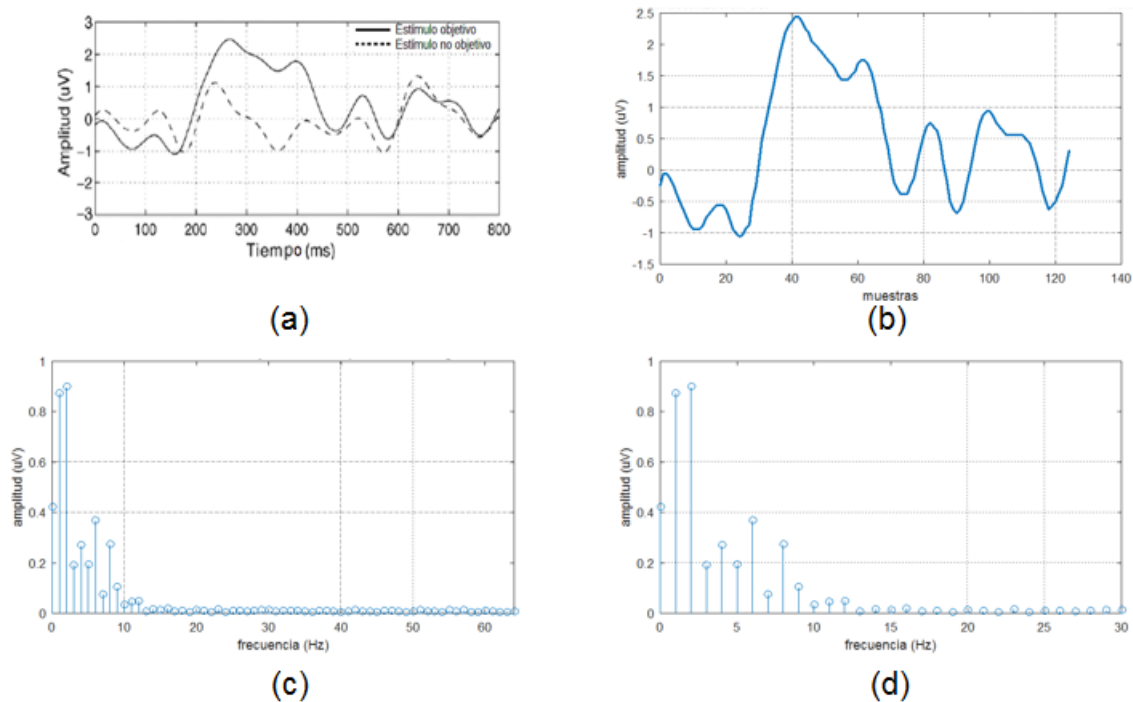 Estímulo objetivo
Estímulo no objetivo
3
2
1
0
−1
−2
−3
Amplitud (uV)
0 100 200 300 400 500 600 700 800
Tiempo (ms)
(a)
2.5
2
1.5
1
0.5
0
-0.5
-1
-1.5
amplitud (uV)
0 20 40 60 80 100 120 140
muestras
(b)
1
0.8
0.6
0.4
0.2
0
amplitud (uV)
0 10 20 30 40 50 60
frecuencia (Hz)
(c)
1
0.8
0.6
0.4
0.2
0
amplitud (uV)
0 5 10 15 20 25 30
frecuencia (Hz)
(d)